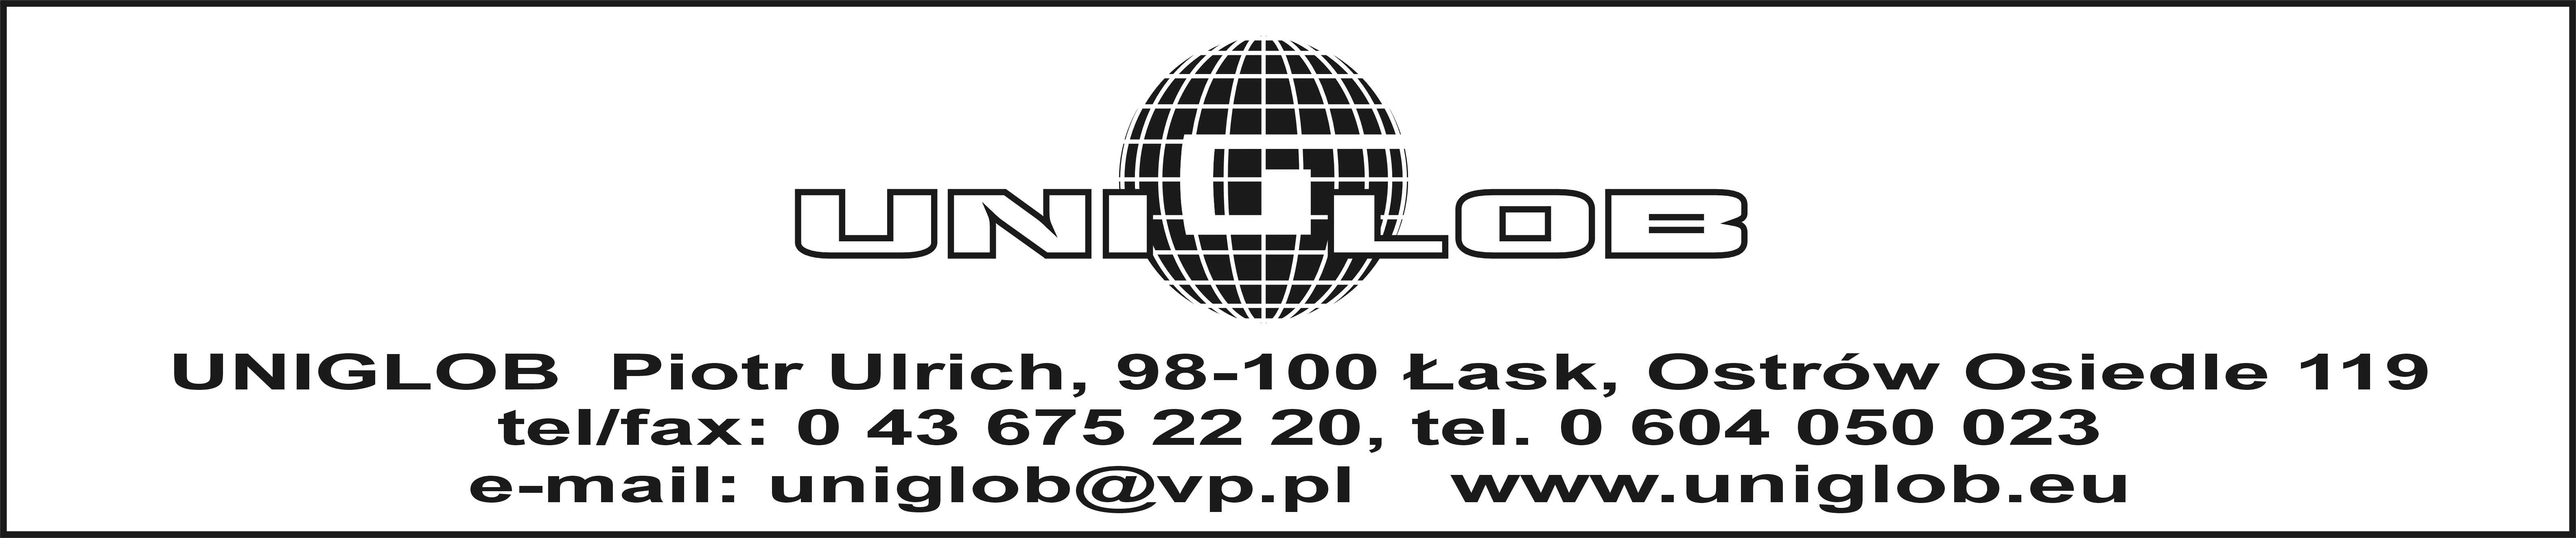 UNIGLOB
UNIGLOB Piotr Ulrich, 98-100 Łask, Ostrów Osiedle 119
tel/fax: 0 43 675 22 20, tel. 0 604 050 023
e-mail: uniglob@vp.pl www.uniglob.eu